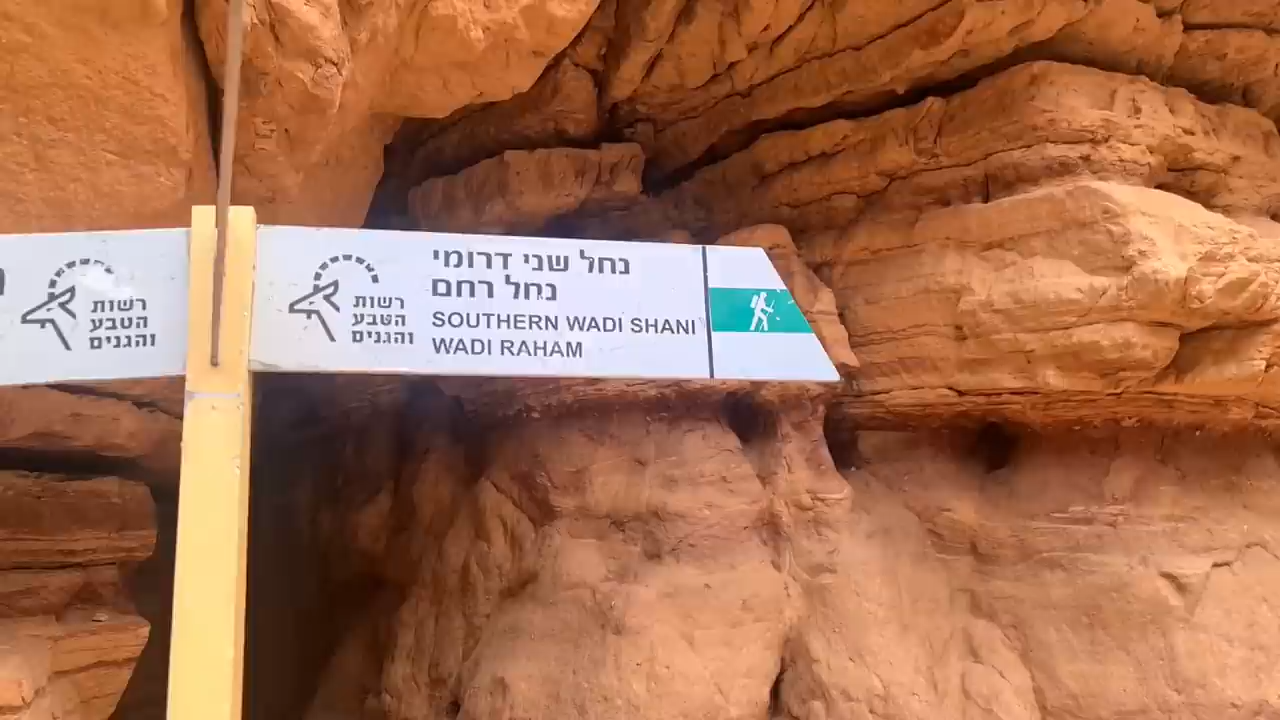 רשות
הטבע
והגנים
רשות
הטבע
והגנים
נחל שני דרומי
נחל רחם
SOUTHERN WADI SHANI
WADI RAHAM